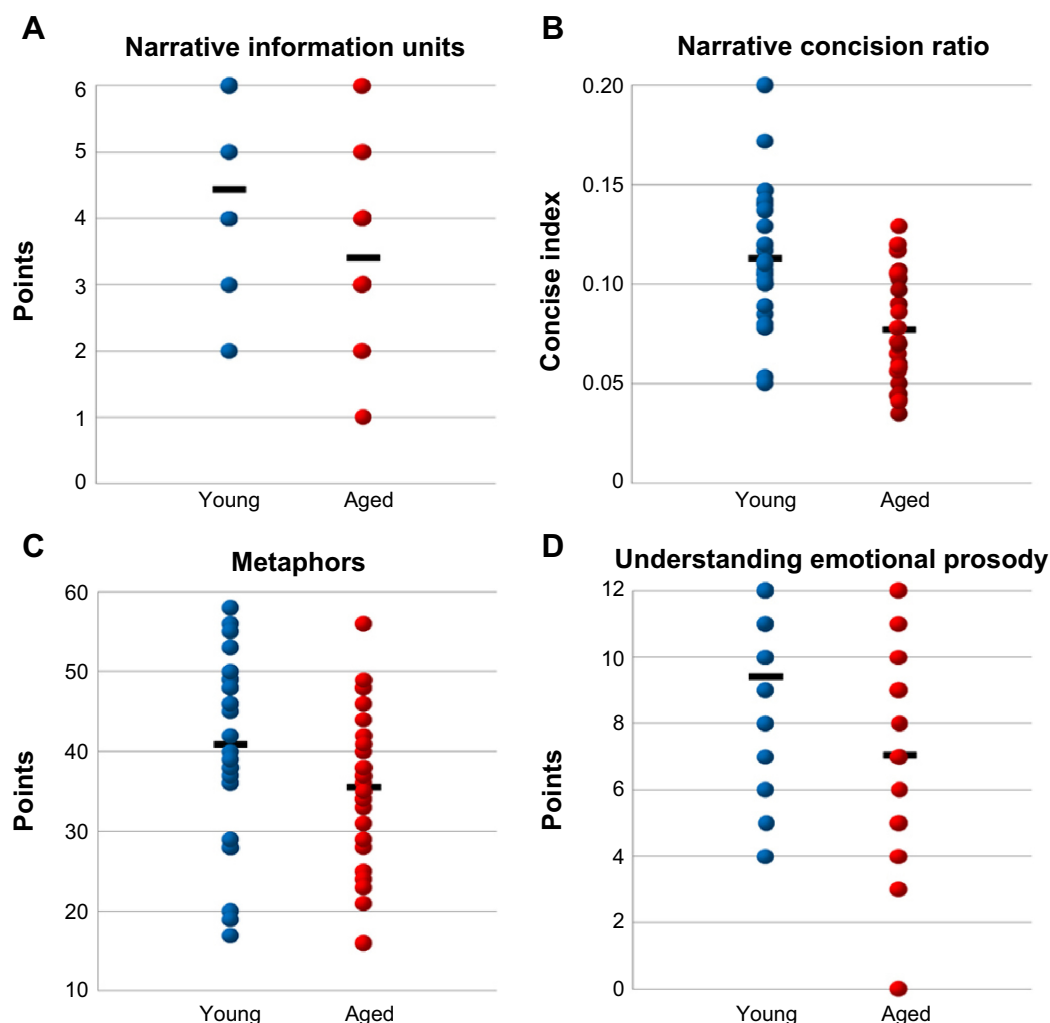 A
Narrative information units
Points
6
5
4
3
2
1
0
Young
Aged
B
Narrative concision ratio
Concise index
0.20
0.15
0.10
0.05
0
Young
Aged
C
Metaphors
Points
60
50
40
30
20
10
Young
Aged
D
Understanding emotional prosody
Points
12
10
8
6
4
2
0
Young
Aged